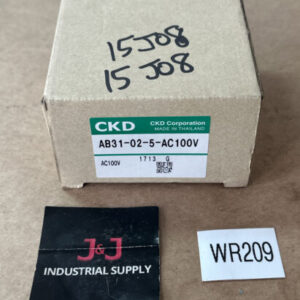 15J08
15J08
CKD
CKD Corporation
MADE IN THAILAND
AB31-02-5-AC100V
AC100V
1713 G
J&J
INDUSTRIAL SUPPLY
WR209